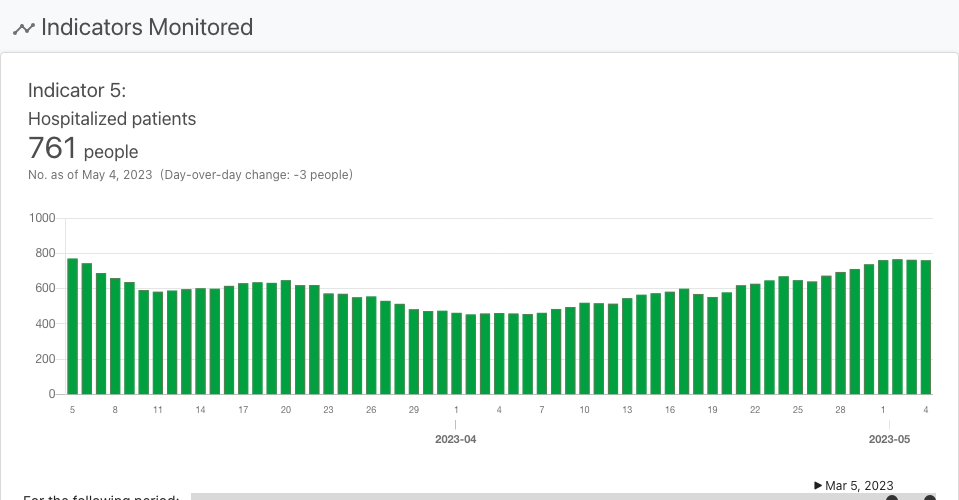 Indicators Monitored
Indicator 5:
Hospitalized patients
761 people
No. as of May 4, 2023 (Day-over-day change: -3 people)
1000
800
600
400
200
0
5 8 11 14 17 20 23 26 29 1 4 7 10 13 16 19 22 25 28 1 4
2023-04 2023-05
▶ Mar 5, 2023
For the following period: